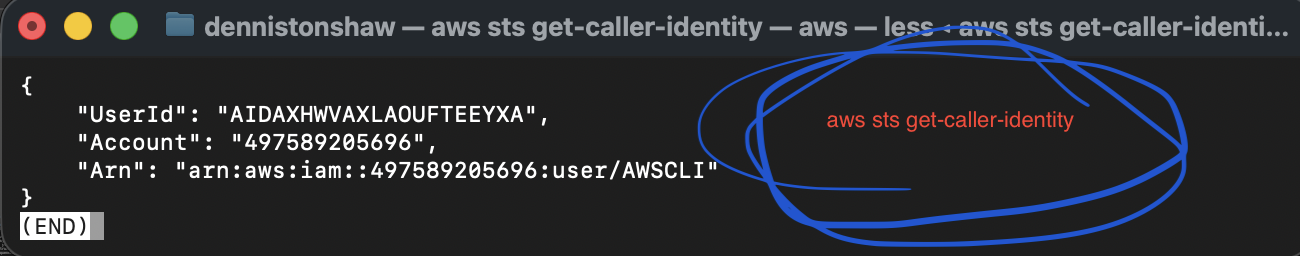 dennistonshaw — aws sts get-caller-identity — aws — less ◂ aws sts get-caller-identi...
{
    "UserId": "AIDAXHWVAXLAOUFTEEYXA",
    "Account": "497589205696",
    "Arn": "arn:aws:iam::497589205696:user/AWSCLI"
}
(END)
aws sts get-caller-identity